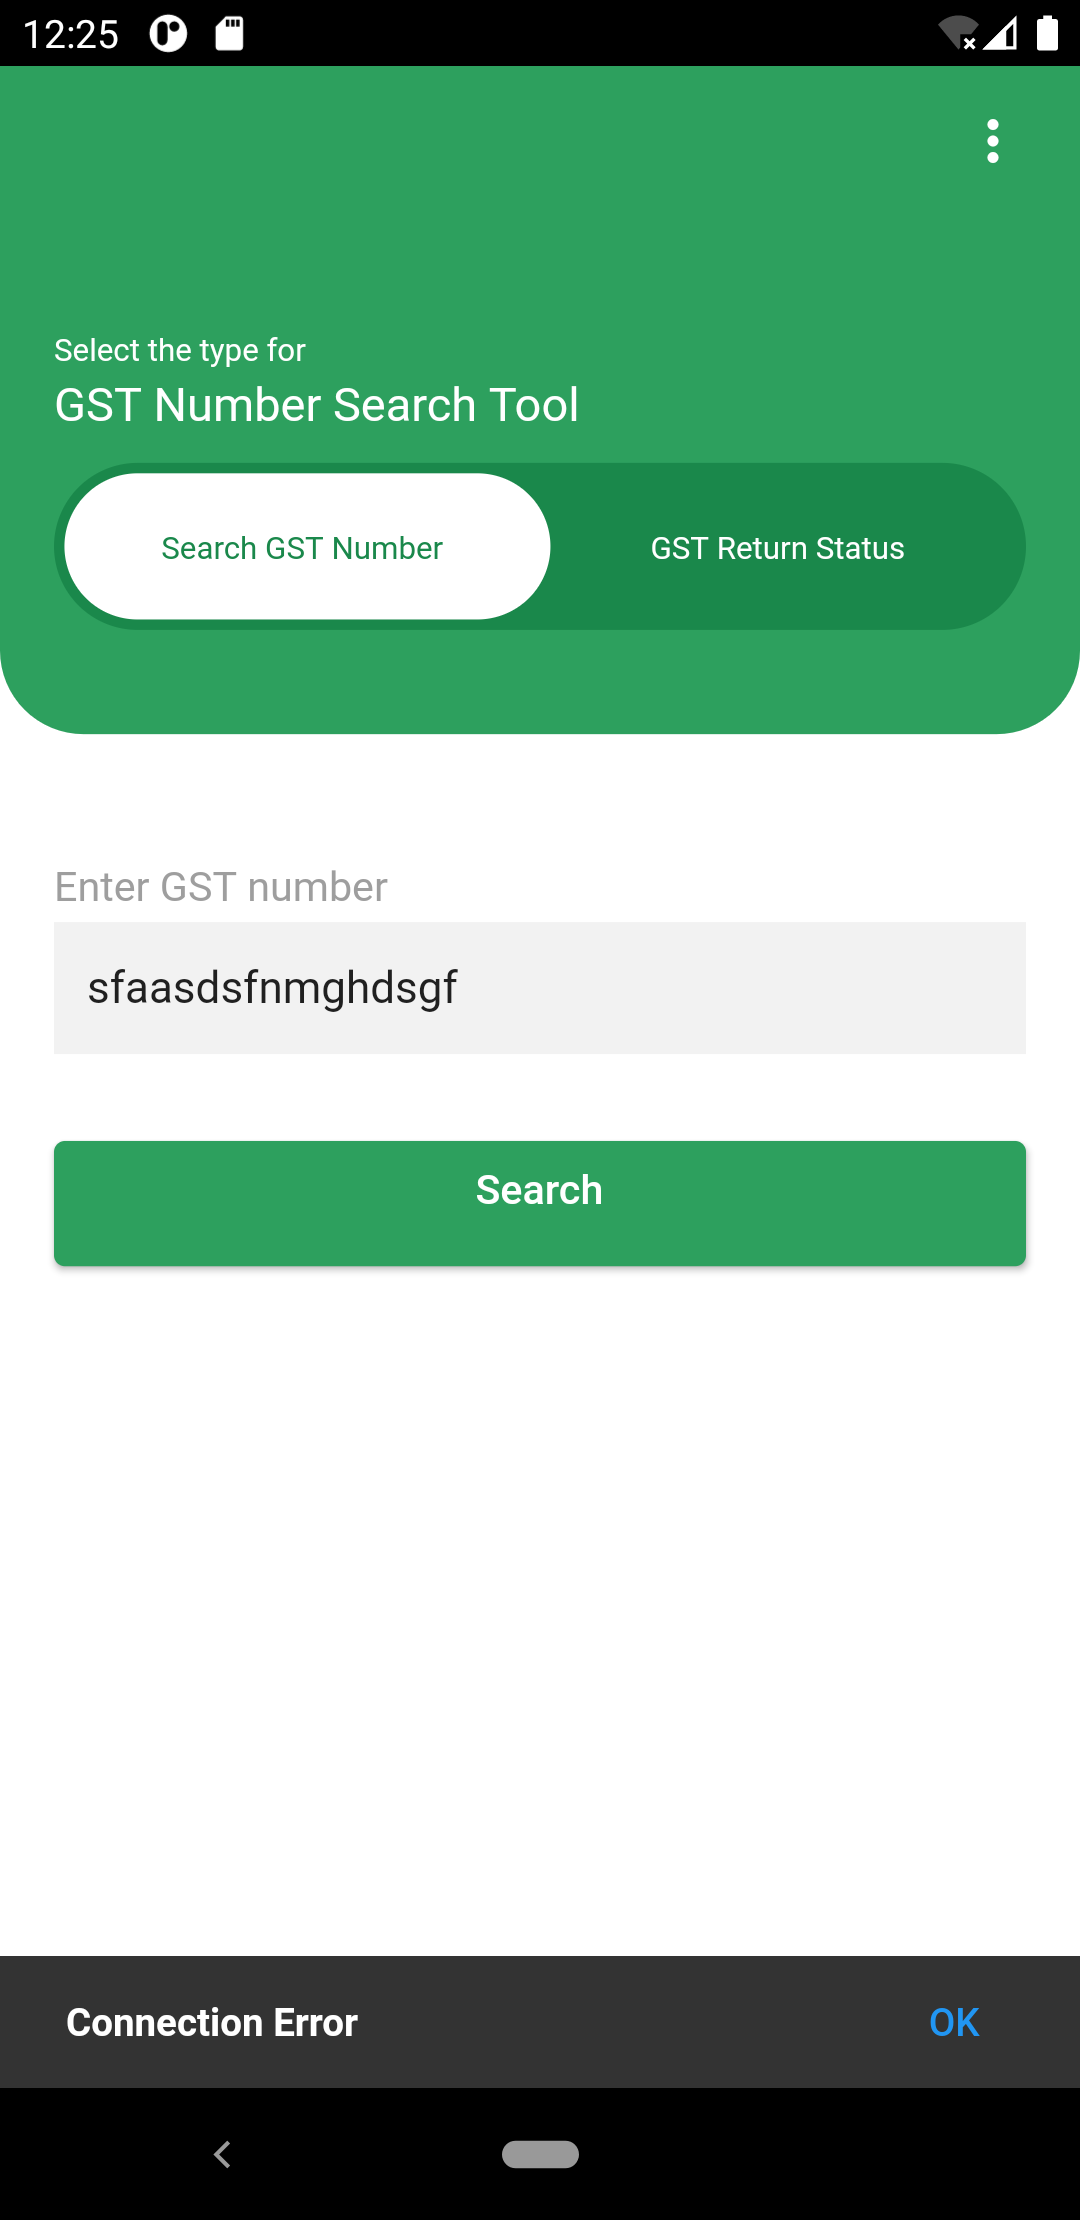 12:25
Select the type for
GST Number Search Tool
Search GST Number
GST Return Status
Enter GST number
sfaasdsfnmghdsgf
Search
Connection Error
OK